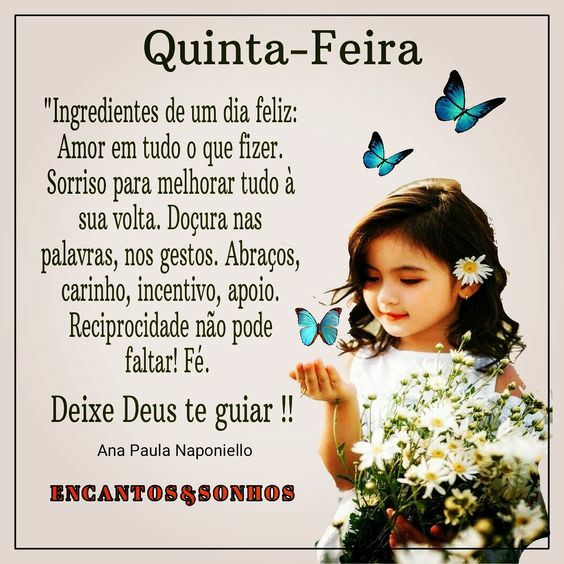 Quinta-Feira
"Ingredientes de um dia feliz:
Amor em tudo o que fizer.
Sorriso para melhorar tudo à
sua volta. Doçura nas
palavras, nos gestos. Abraços,
carinho, incentivo, apoio.
Reciprocidade não pode
faltar! Fé.
Deixe Deus te guiar !!
Ana Paula Naponiello
ENCANTOS&SONHOS